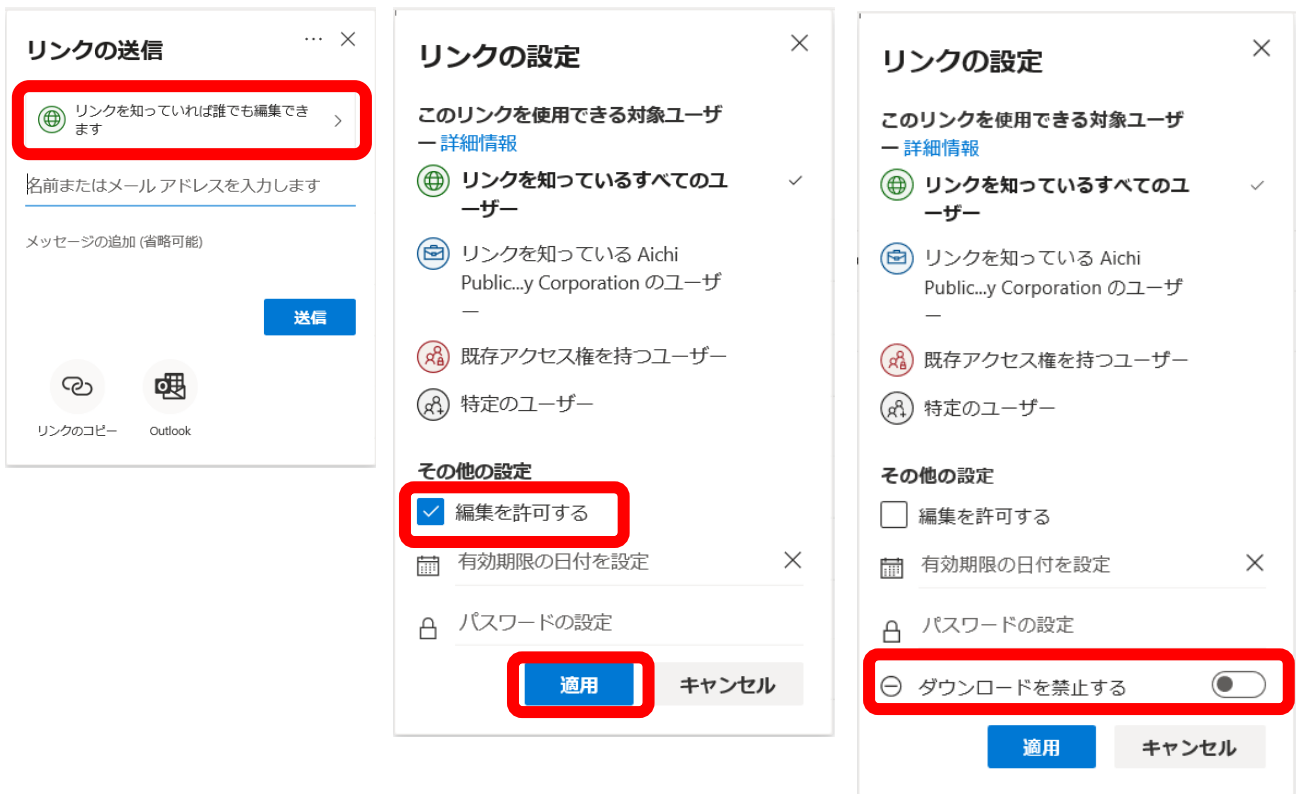 リンクの送信
リンクを知っていれば誰でも編集でき
ます
名前またはメール アドレスを入力します
メッセージの追加 (省略可能)
送信
リンクのコピー
Outlook
リンクの設定
このリンクを使用できる対象ユーザ
ー 詳細情報
リンクを知っているすべてのユ
ーザー
リンクを知っている Aichi
Public...y Corporation のユーザ
ー
既存アクセス権を持つユーザー
特定のユーザー
その他の設定
編集を許可する
有効期限の日付を設定
パスワードの設定
適用
キャンセル
リンクの設定
このリンクを使用できる対象ユーザ
ー 詳細情報
リンクを知っているすべてのユ
ーザー
リンクを知っている Aichi
Public...y Corporation のユーザ
ー
既存アクセス権を持つユーザー
特定のユーザー
その他の設定
編集を許可する
有効期限の日付を設定
パスワードの設定
ダウンロードを禁止する
適用
キャンセル